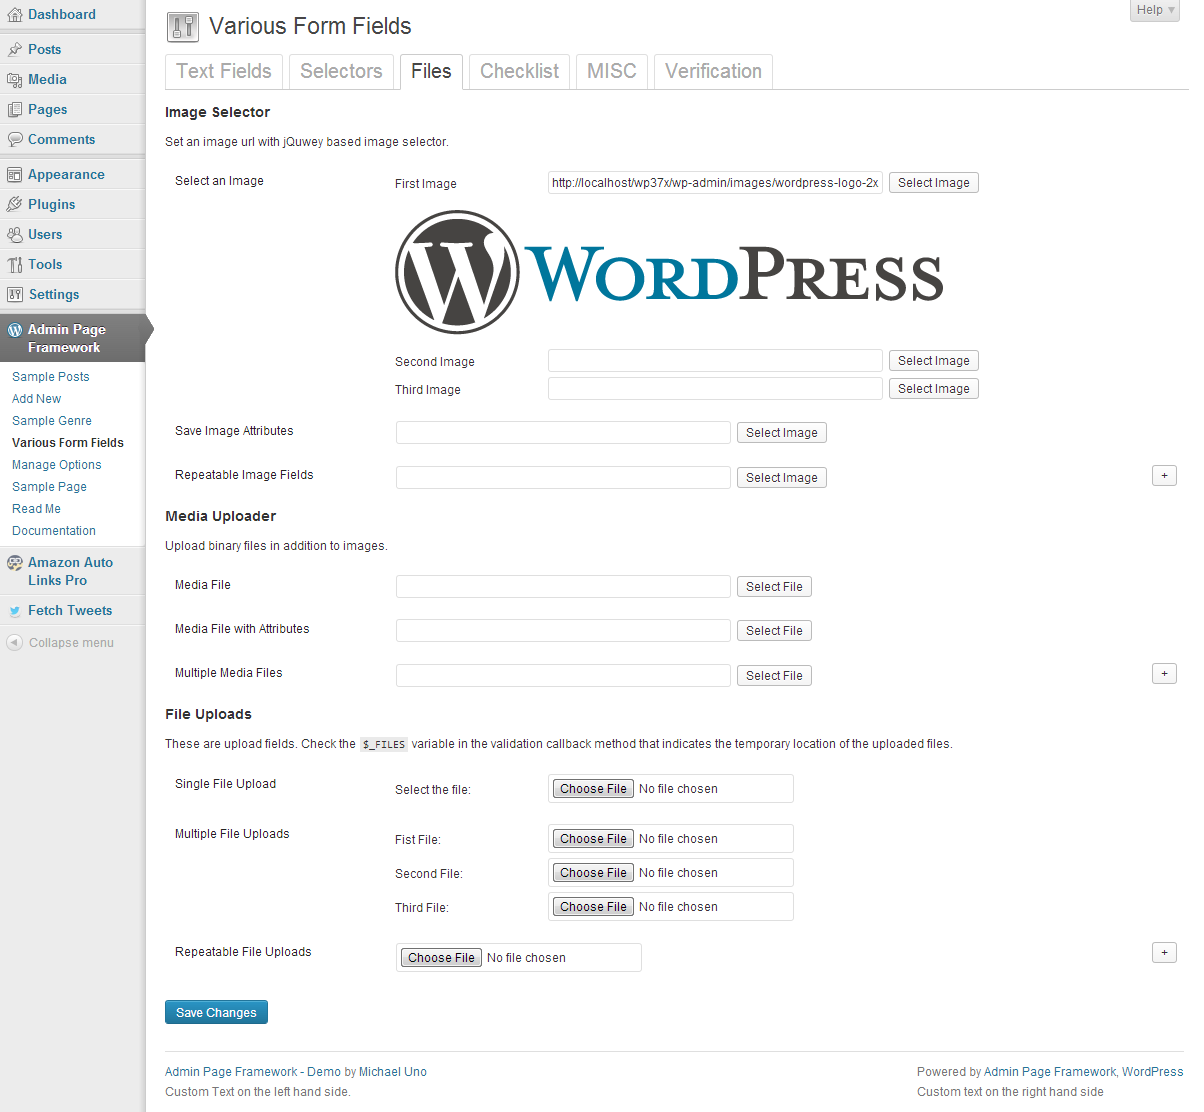 Dashboard
Posts
Media
Pages
Comments
Appearance
Plugins
Users
Tools
Settings
Admin Page
Framework
Sample Posts
Add New
Sample Genre
Various Form Fields
Manage Options
Sample Page
Read Me
Documentation
Amazon Auto
Links Pro
Fetch Tweets
Collapse menu
Help
Various Form Fields
Text Fields Selectors Files Checklist MISC Verification
Image Selector
Set an image url with jQuwey based image selector.
Select an Image First Image http://localhost/wp37x/wp-admin/images/wordpress-logo-2x Select Image
WORDPRESS
Second Image Select Image
Third Image Select Image
Save Image Attributes Select Image
Repeatable Image Fields Select Image +
Media Uploader
Upload binary files in addition to images.
Media File Select File
Media File with Attributes Select File
Multiple Media Files Select File +
File Uploads
These are upload fields. Check the $_FILES variable in the validation callback method that indicates the temporary location of the uploaded files.
Single File Upload Select the file: Choose File No file chosen
Multiple File Uploads Fist File: Choose File No file chosen
Second File: Choose File No file chosen
Third File: Choose File No file chosen
Repeatable File Uploads Choose File No file chosen +
Save Changes
Admin Page Framework - Demo by Michael Uno
Custom Text on the left hand side.
Powered by Admin Page Framework, WordPress
Custom text on the right hand side